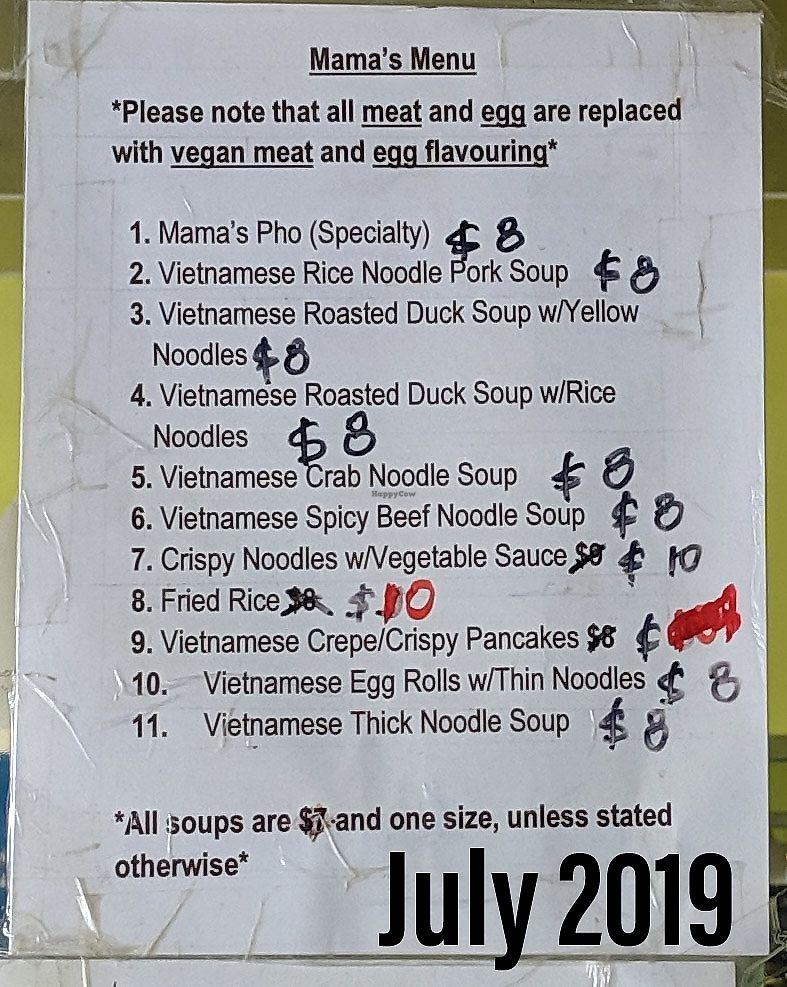 Mama's Menu
*Please note that all meat and egg are replaced
with vegan meat and egg flavouring*
1. Mama's Pho (Specialty) $8
2. Vietnamese Rice Noodle Pork Soup $8
3. Vietnamese Roasted Duck Soup w/Yellow
Noodles $8
4. Vietnamese Roasted Duck Soup w/Rice
Noodles $8
5. Vietnamese Crab Noodle Soup $8
HappyCow
6. Vietnamese Spicy Beef Noodle Soup $8
7. Crispy Noodles w/Vegetable Sauce $8 $10
8. Fried Rice $8 $10
9. Vietnamese Crepe/Crispy Pancakes $8 $
10. Vietnamese Egg Rolls w/Thin Noodles $8
11. Vietnamese Thick Noodle Soup $8
*All soups are $7 and one size, unless stated
otherwise*
July 2019